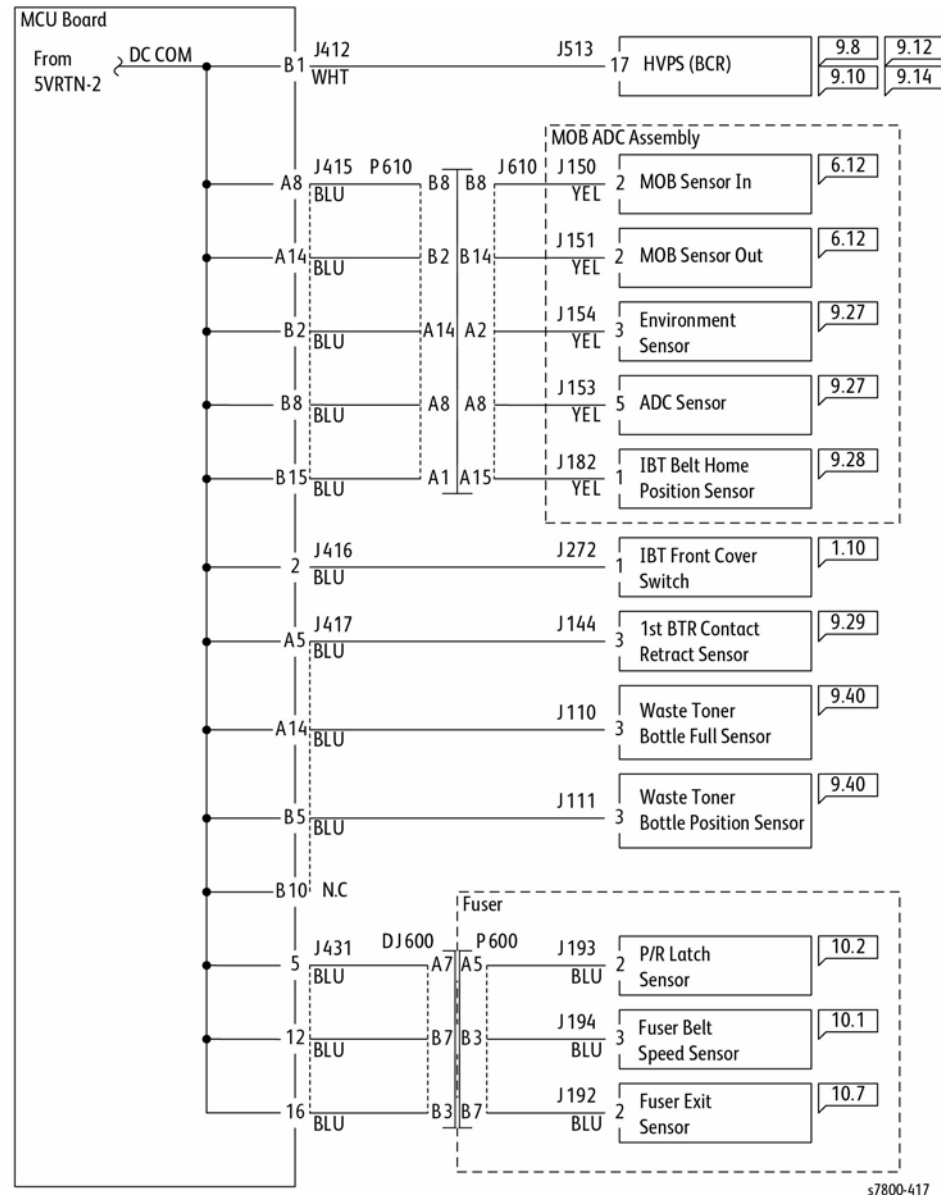 MCU Board
From
5VRTN-2
DC COM
B1 J412 J513 17 HVPS (BCR) 9.8 9.12
WHT 9.10 9.14
MOB ADC Assembly
A8 J415 P610 B8 B8 J610 J150 2 MOB Sensor In 6.12
BLU YEL
A14 B2 B14 J151 2 MOB Sensor Out 6.12
BLU YEL
B2 A14 A2 J154 3 Environment 9.27
BLU YEL Sensor
B8 A8 A8 J153 5 ADC Sensor 9.27
BLU YEL
B15 A1 A15 J182 1 IBT Belt Home 9.28
BLU YEL Position Sensor
2 J416 J272 1 IBT Front Cover 1.10
BLU Switch
A5 J417 J144 3 1st BTR Contact 9.29
BLU Retract Sensor
A14 J110 3 Waste Toner 9.40
BLU Bottle Full Sensor
B5 J111 3 Waste Toner 9.40
BLU Bottle Position Sensor
B10 N.C
Fuser
5 J431 DJ600 A7 P600 A5 J193 2 P/R Latch 10.2
BLU BLU Sensor
12 B7 B3 J194 3 Fuser Belt 10.1
BLU BLU Speed Sensor
16 B3 B7 J192 2 Fuser Exit 10.7
BLU BLU Sensor
s7800-417